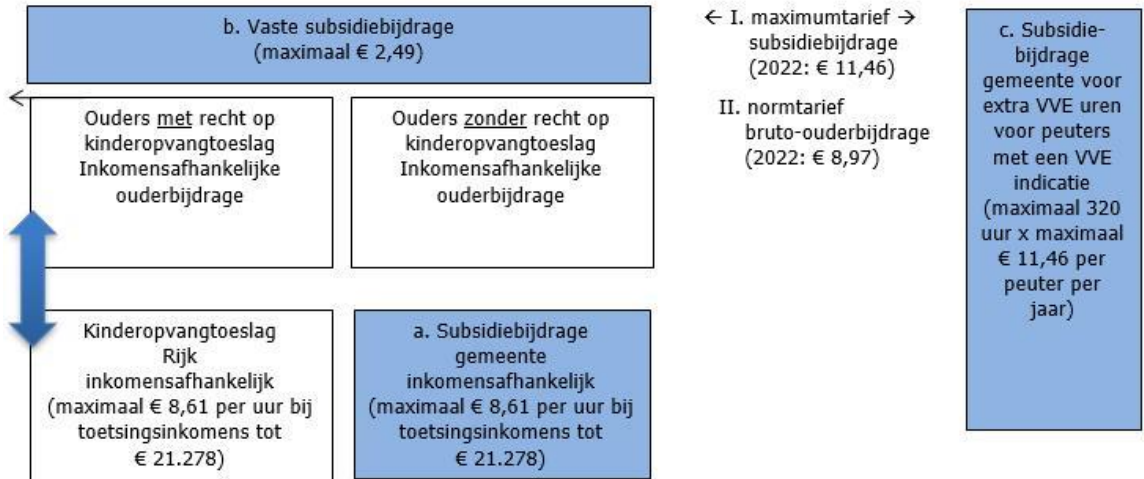 b. Vaste subsidiebijdrage
(maximaal € 2,49)
Ouders met recht op
kinderopvangtoeslag
Inkomensafhankelijke
ouderbijdrage
Ouders zonder recht op
kinderopvangtoeslag
Inkomensafhankelijke
ouderbijdrage
Kinderopvangtoeslag
Rijk
inkomensafhankelijk
(maximaal € 8,61 per uur bij
toetsingsinkomens tot
€ 21.278)
a. Subsidiebijdrage
gemeente
inkomensafhankelijk
(maximaal € 8,61 per uur bij
toetsingsinkomens tot
€ 21.278)
← I. maximumtarief →
subsidiebijdrage
(2022: € 11,46)
II. normtarief
bruto-ouderbijdrage
(2022: € 8,97)
c. Subsidie-
bijdrage
gemeente voor
extra VVE uren
voor peuters
met een VVE
indicatie
(maximaal 320
uur x maximaal
€ 11,46 per
peuter per
jaar)